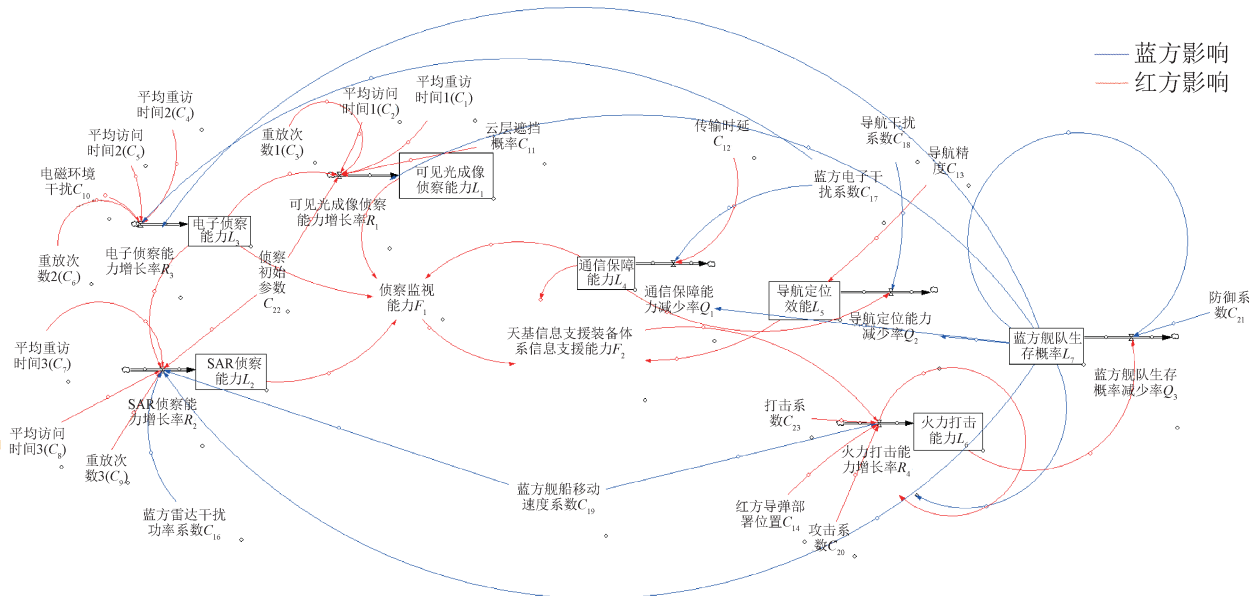 蓝方影响
红方影响
平均重访
时间2(C₄)
平均访问
时间2(C₅)
电磁环境
干扰C₁₀
重放次
数2(C₆)
电子侦察能
力增长率R₃
电子侦察
能力L₃
重放次
数1(C₃)
平均访问
时间1(C₂)
平均重访
时间1(C₁)
云层遮挡
概率C₁₁
可见光成像
侦察能力L₁
可见光成像侦察
能力增长率R₁
侦察
初始
参数
C₂₂
侦察监视
能力F₁
传输时延
C₁₂
导航干扰
系数C₁₈
导航精
度C₁₃
蓝方电子干
扰系数C₁₇
通信保障
能力L₄
通信保障能
力减少率Q₁
导航定位
效能L₅
导航定位能力
减少率Q₂
天基信息支援装备体
系信息支援能力F₂
防御系
数C₂₁
蓝方舰队生
存概率L₇
蓝方舰队生存
概率减少率Q₃
平均重访
时间3(C₇)
SAR侦察
能力L₂
SAR侦察能
力增长率R₂
平均访问
时间3(C₈)
重放次
数3(C₉)
蓝方雷达干扰
功率系数C₁₆
蓝方舰船移动
速度系数C₁₉
打击系
数C₂₃
火力打击
能力L₆
火力打击能
力增长率R₄
红方导弹部
署位置C₁₄
攻击系
数C₂₀